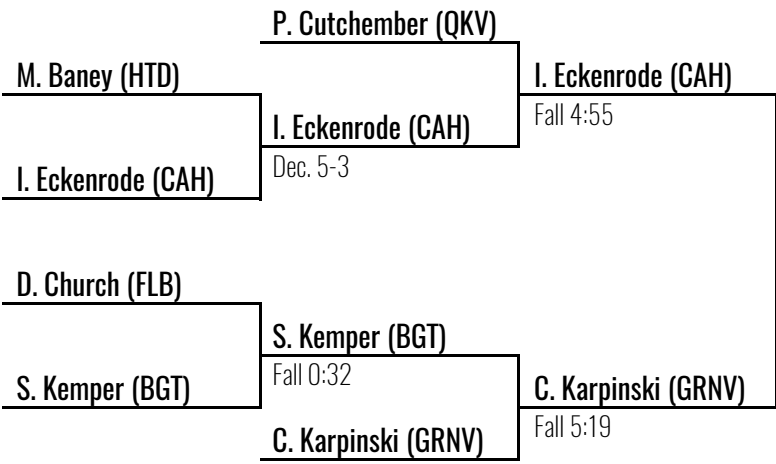 P. Cutchember (QKV)
M. Baney (HTD)
I. Eckenrode (CAH)
Fall 4:55
I. Eckenrode (CAH)
Dec. 5-3
I. Eckenrode (CAH)
D. Church (FLB)
S. Kemper (BGT)
Fall 0:32
S. Kemper (BGT)
C. Karpinski (GRNV)
Fall 5:19
C. Karpinski (GRNV)